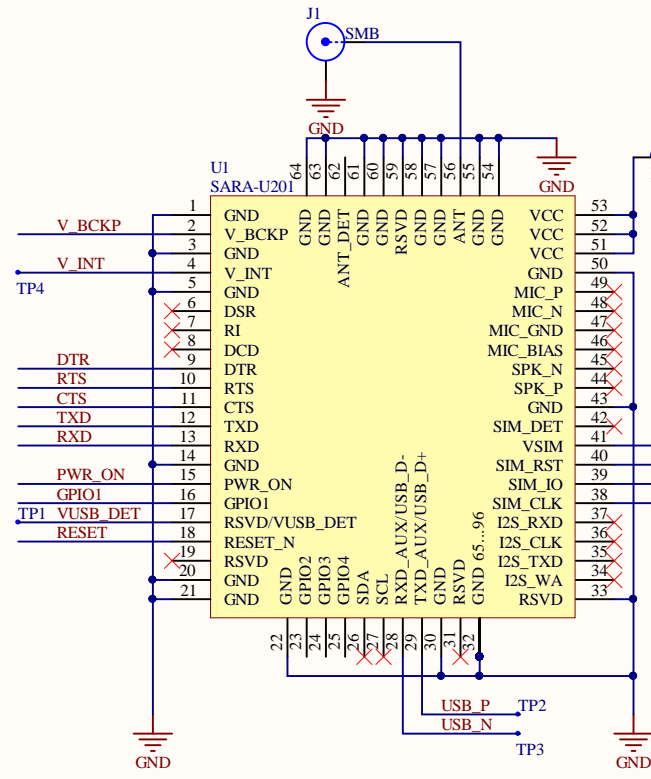 J1
SMB
GND
GND
U1
SARA-U201
64
63
62
61
60
59
58
57
56
55
54
GND
GND
ANT_DET
GND
GND
RSVD
GND
GND
ANT
GND
GND
1 GND
V_BCKP 2 V_BCKP
3 GND
V_INT 4 V_INT
TP4
5 GND
6 DSR
7 RI
8 DCD
DTR 9 DTR
RTS 10 RTS
CTS 11 CTS
TXD 12 TXD
RXD 13 RXD
14 GND
PWR_ON 15 PWR_ON
GPIO1 16 GPIO1
TP1 VUSB_DET 17 RSVD/VUSB_DET
RESET 18 RESET_N
19 RSVD
20 GND
21 GND
VCC 53
VCC 52
VCC 51
GND 50
MIC_P 49
MIC_N 48
MIC_GND 47
MIC_BIAS 46
SPK_N 45
SPK_P 44
GND 43
SIM_DET 42
VSIM 41
SIM_RST 40
SIM_IO 39
SIM_CLK 38
I2S_RXD 37
I2S_CLK 36
I2S_TXD 35
I2S_WA 34
RSVD 33
GND
GPIO2
GPIO3
GPIO4
SDA
SCL
RXD_AUX/USB_D-
TXD_AUX/USB_D+
GND
RSVD
GND 65...96
22
23
24
25
26
27
28
29
30
31
32
USB_P TP2
USB_N TP3
GND
GND